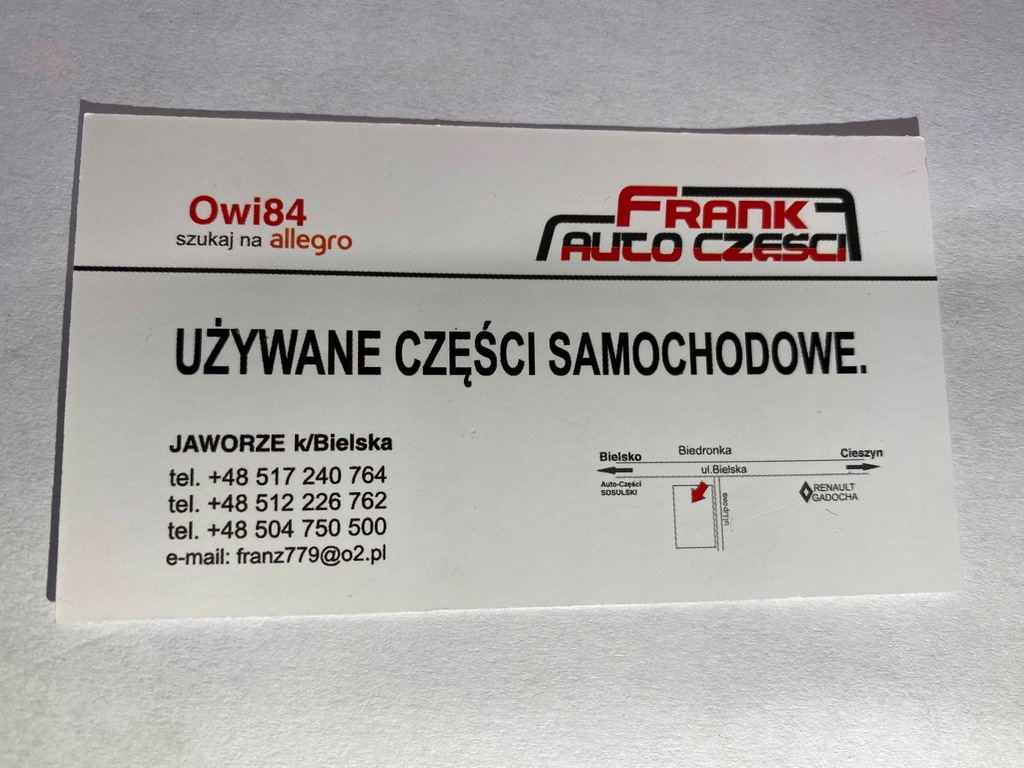 Owi84
szukaj na allegro
FRANK
AUTO CZĘŚCI
UŻYWANE CZĘŚCI SAMOCHODOWE.
JAWORZE k/Bielska
tel. +48 517 240 764
tel. +48 512 226 762
tel. +48 504 750 500
e-mail: franz779@o2.pl
Biedronka
Bielsko
Cieszyn
ul.Bielska
Auto-Części
SOSULSKI
ul.Lipowa
RENAULT
GADOCHA